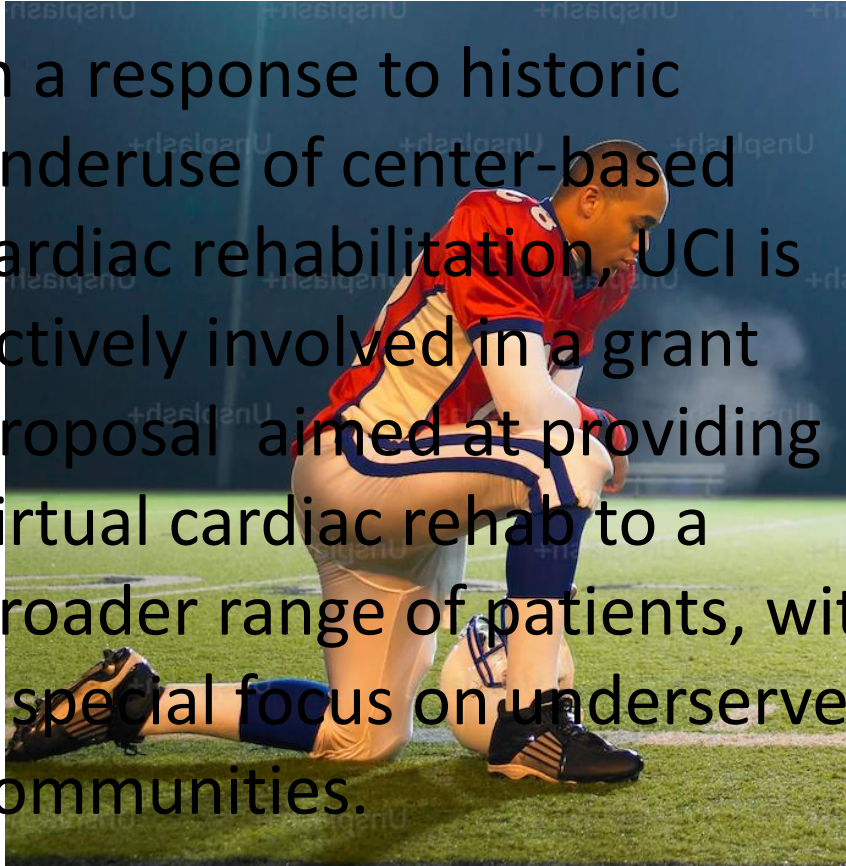 n a response to historic
nderuse of center-based
ardiac rehabilitation, UCI is
ctively involved in a grant
roposal  aimed at providing
irtual cardiac rehab to a
roader range of patients, wit
special focus on underserve
ommunities.